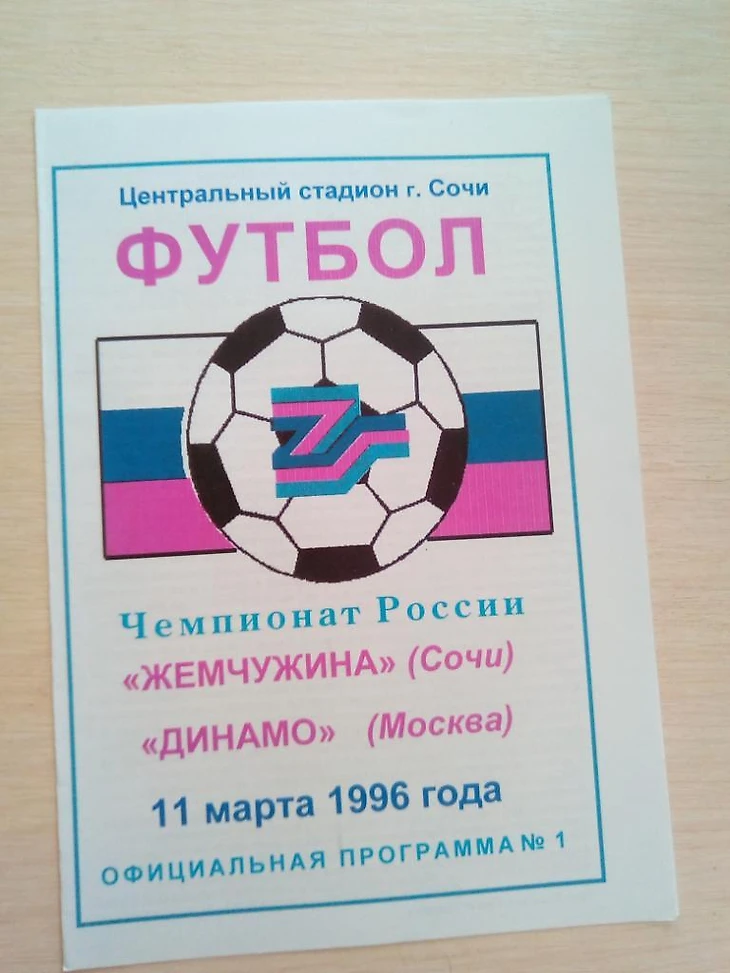 Центральный стадион г. Сочи
ФУТБОЛ
Чемпионат России
«ЖЕМЧУЖИНА» (Сочи)
«ДИНАМО» (Москва)
11 марта 1996 года
ОФИЦИАЛЬНАЯ ПРОГРАММА № 1